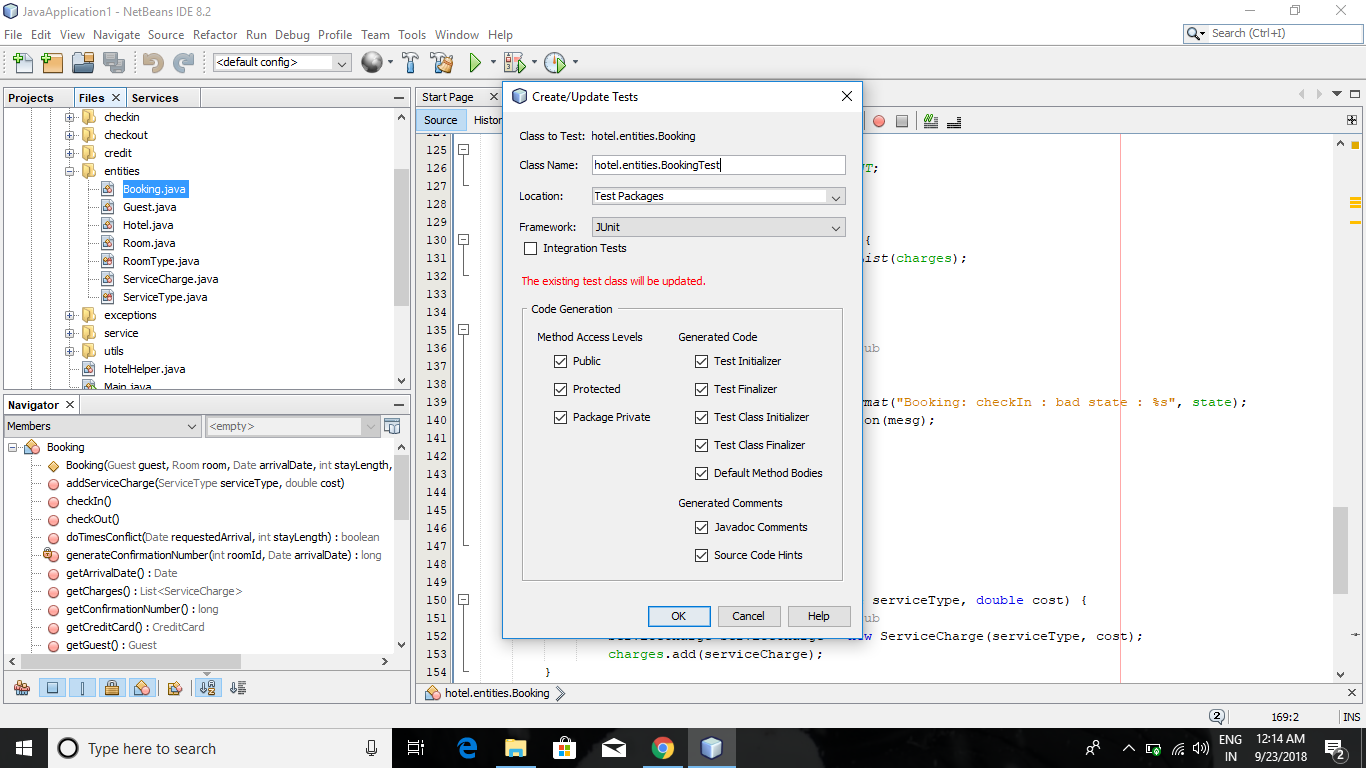 JavaApplication1 - NetBeans IDE 8.2
File Edit View Navigate Source Refactor Run Debug Profile Team Tools Window Help
Search (Ctrl+I)
<default config>
Projects Files Services
checkin
checkout
credit
entities
Booking.java
Guest.java
Hotel.java
Room.java
RoomType.java
ServiceCharge.java
ServiceType.java
exceptions
service
utils
HotelHelper.java
Main.java
Navigator
Members <empty>
Booking
Booking(Guest guest, Room room, Date arrivalDate, int stayLength,
addServiceCharge(ServiceType serviceType, double cost)
checkIn()
checkOut()
doTimesConflict(Date requestedArrival, int stayLength) : boolean
generateConfirmationNumber(int roomId, Date arrivalDate) : long
getArrivalDate() : Date
getCharges() : List<ServiceCharge>
getConfirmationNumber() : long
getCreditCard() : CreditCard
getGuest() : Guest
Start Page
Source Histor
124
125
126 ;
127
128
129
130 {
131 ist(charges);
132
133
134
135
136 ub
137
138
139 mat("Booking: checkIn : bad state : %s", state);
140 on(mesg);
141
142
143
144
145
146
147
148
149
150 serviceType, double cost) {
151 ub
152 ServiceCharge serviceCharge = new ServiceCharge(serviceType, cost);
153 charges.add(serviceCharge);
154 }
hotel.entities.Booking
Create/Update Tests
Class to Test: hotel.entities.Booking
Class Name: hotel.entities.BookingTest
Location: Test Packages
Framework: JUnit
Integration Tests
The existing test class will be updated.
Code Generation
Method Access Levels
Public
Protected
Package Private
Generated Code
Test Initializer
Test Finalizer
Test Class Initializer
Test Class Finalizer
Default Method Bodies
Generated Comments
Javadoc Comments
Source Code Hints
OK Cancel Help
2 169:2 INS
Type here to search
ENG
IN
12:14 AM
9/23/2018
2